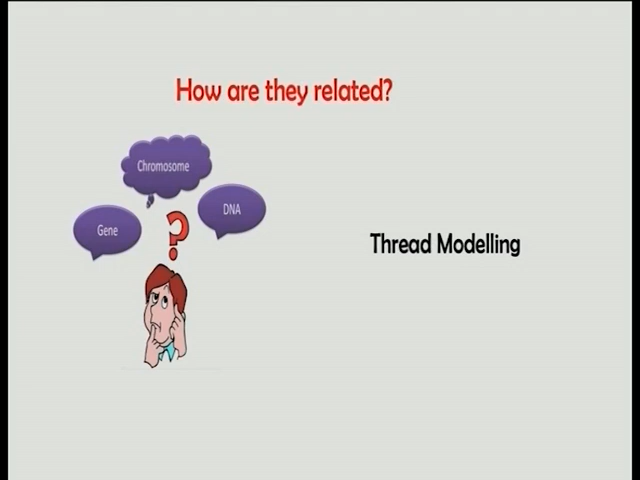 How are they related?
Chromosome
Gene
DNA
?
Thread Modelling